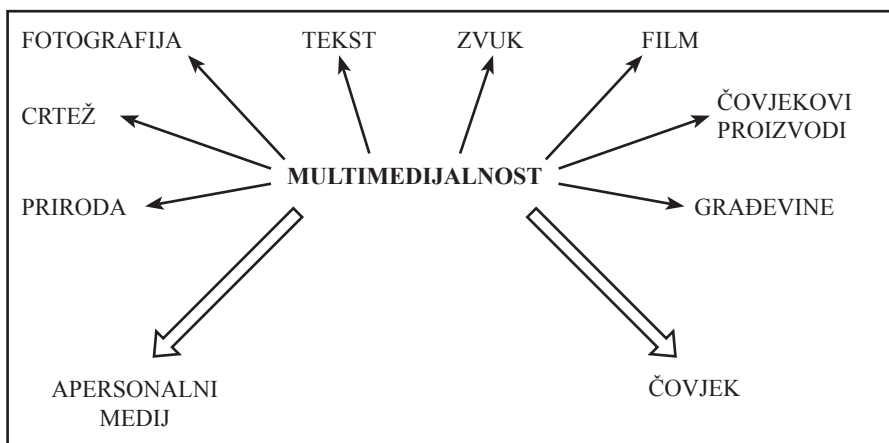 FOTOGRAFIJA
TEKST
ZVUK
FILM
CRTEŽ
ČOVJEKOVI
PROIZVODI
MULTIMEDIJALNOST
PRIRODA
GRAĐEVINE
APERSONALNI
MEDIJ
ČOVJEK